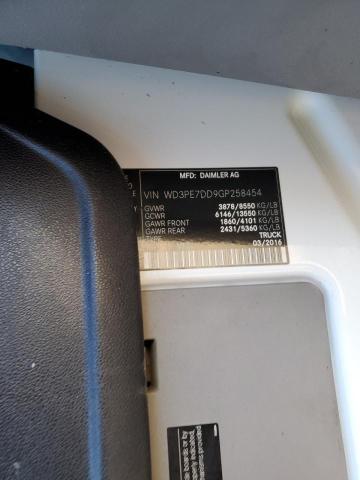 MFD: DAIMLER AG
VIN WD3PE7DD9GP258454
GVWR 3878/8550 KG/LB
GCWR 6146/13550 KG/LB
GAWR FRONT 1860/4101 KG/LB
GAWR REAR 2431/5360 KG/LB
TYPE TRUCK
03/2016